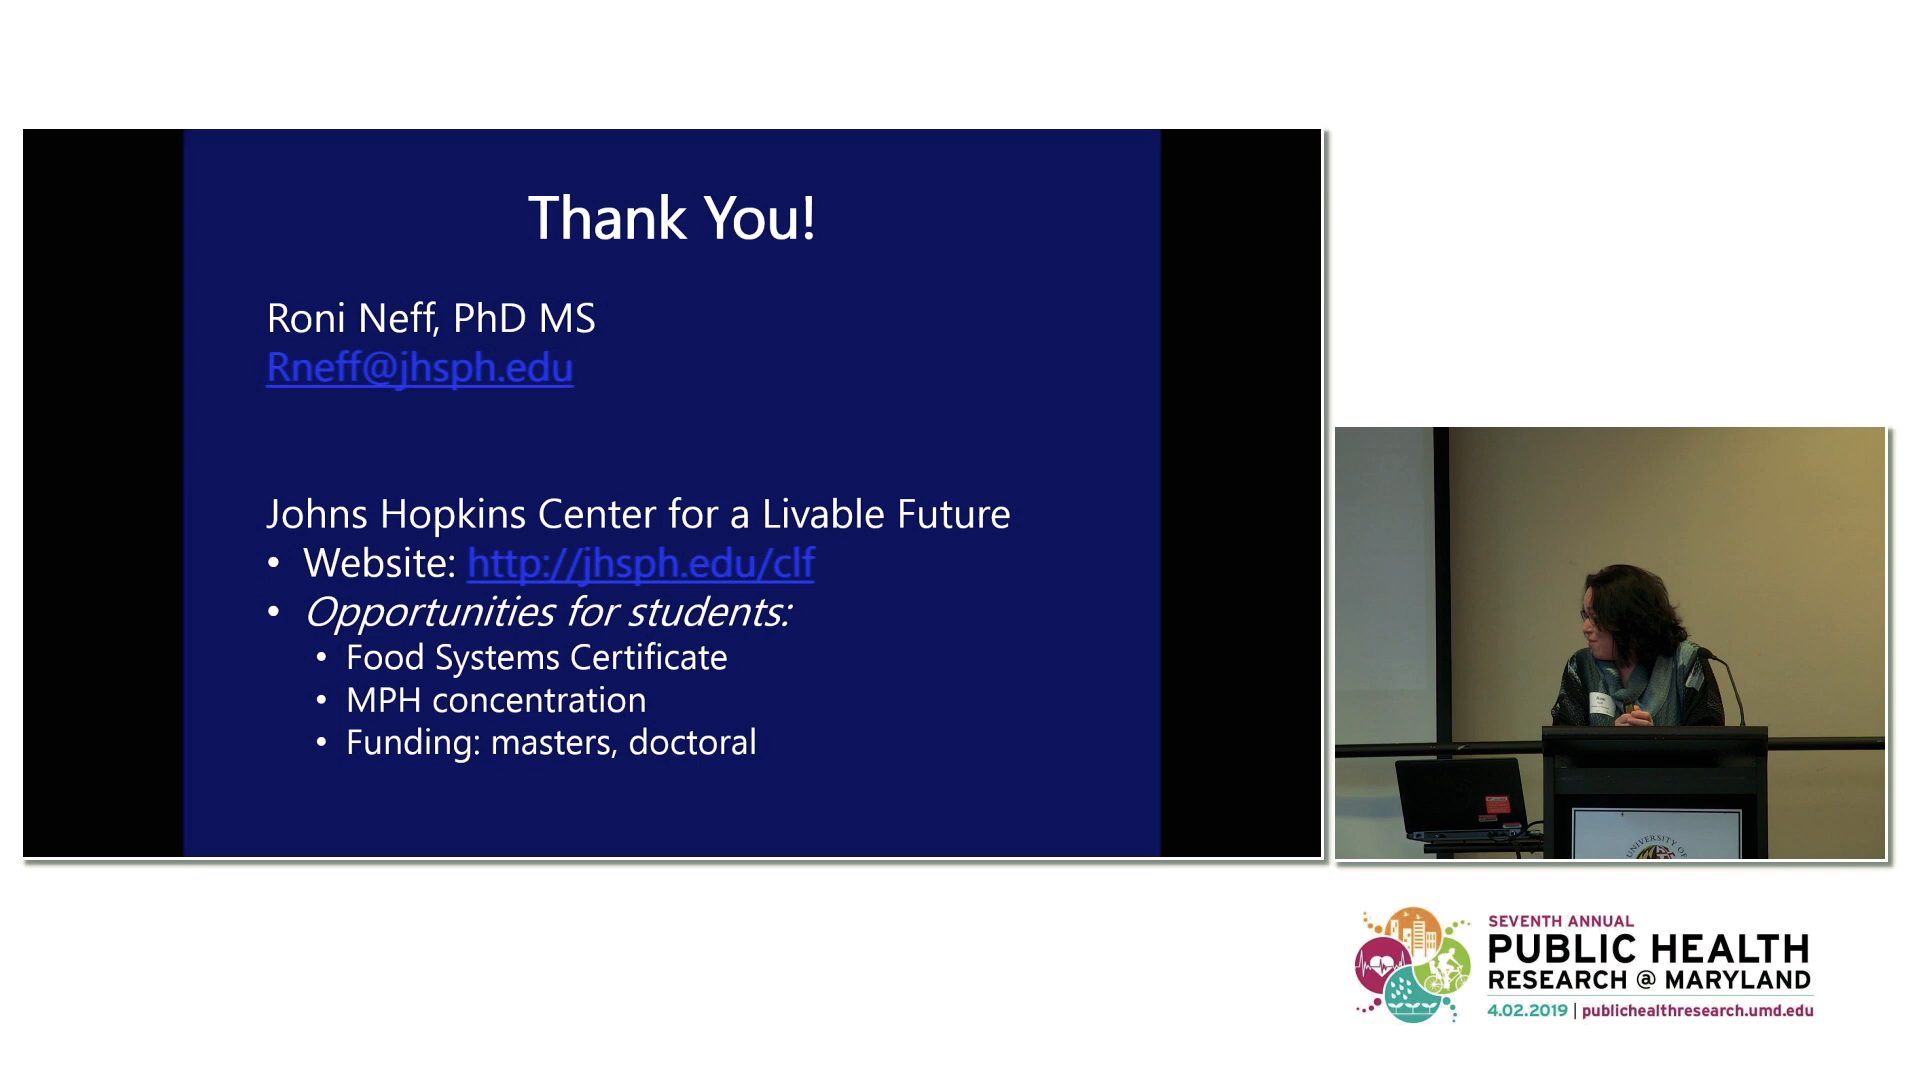 Thank You!
Roni Neff, PhD MS
Rneff@jhsph.edu
Johns Hopkins Center for a Livable Future
• Website: http://jhsph.edu/clf
• Opportunities for students:
• Food Systems Certificate
• MPH concentration
• Funding: masters, doctoral
UNIVERSITY OF
SEVENTH ANNUAL
PUBLIC HEALTH
RESEARCH @ MARYLAND
4.02.2019 | publichealthresearch.umd.edu